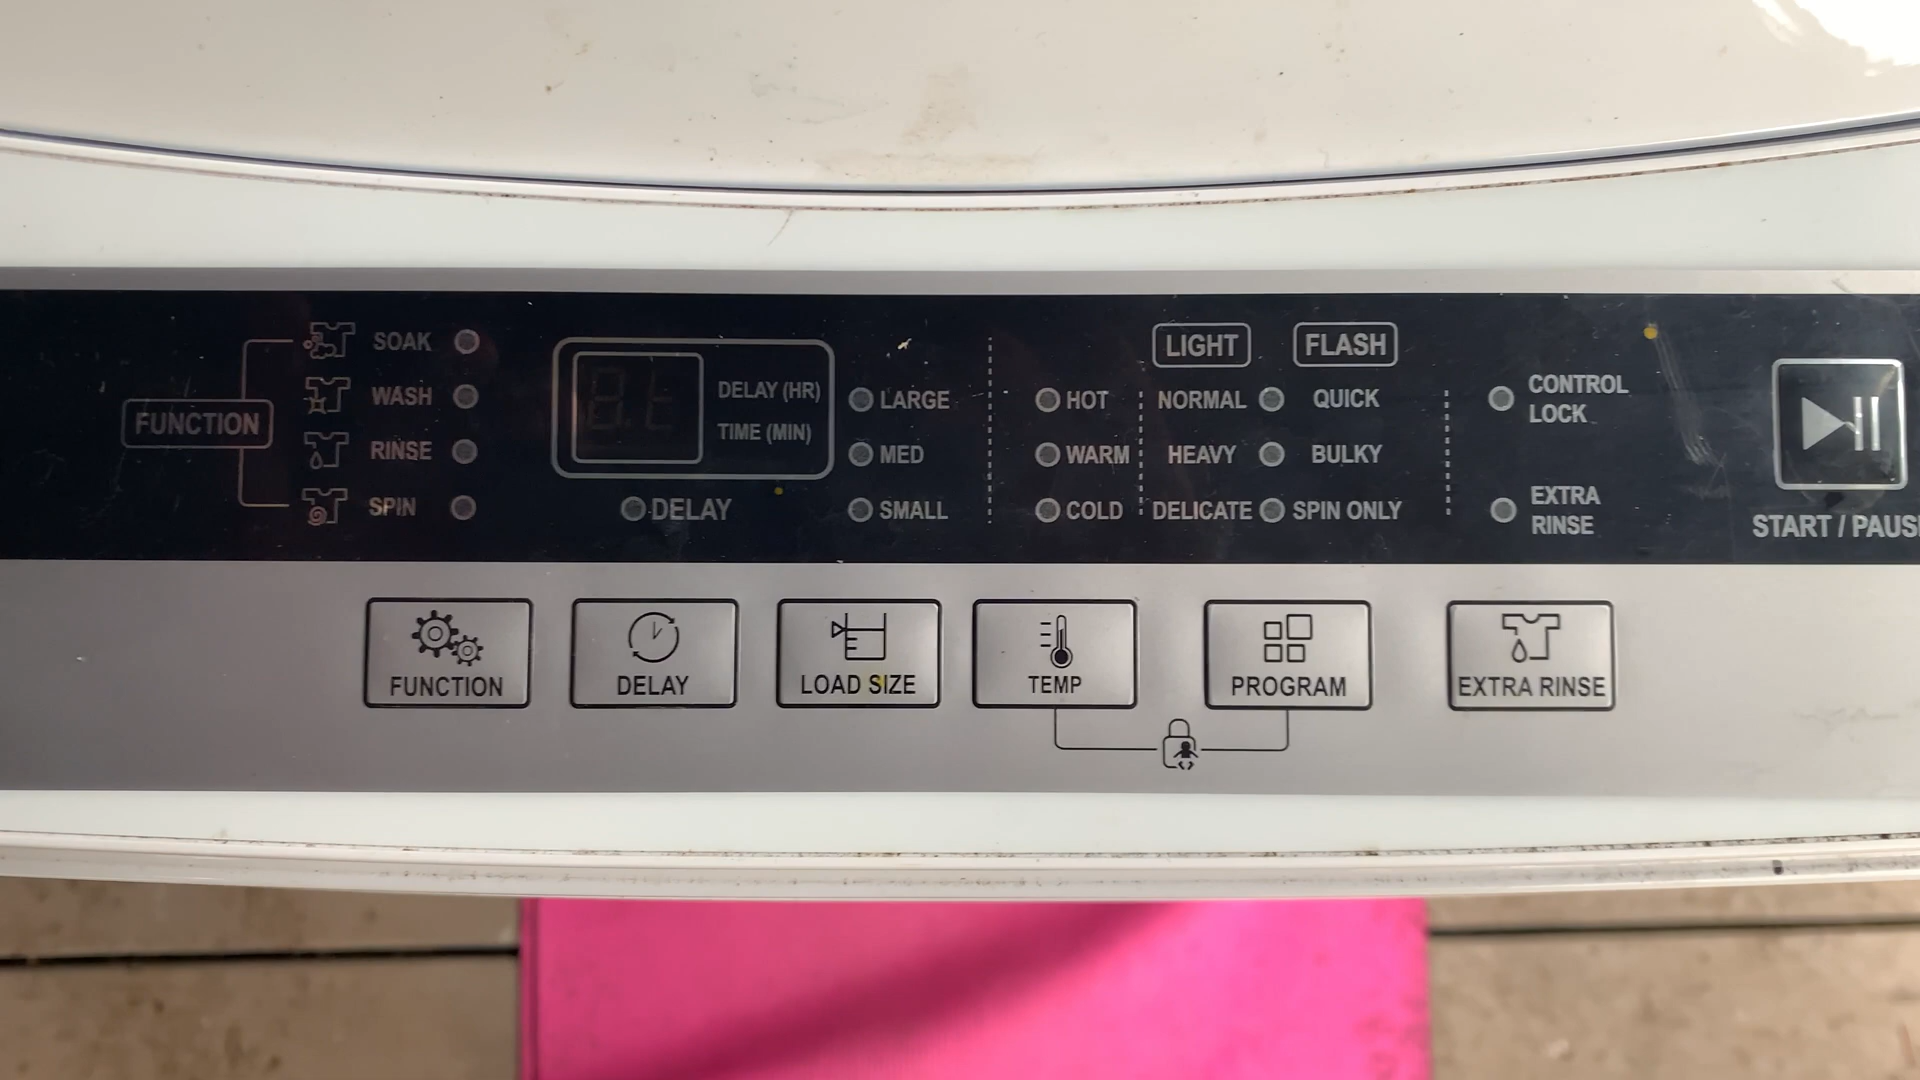 FUNCTION
SOAK
WASH
RINSE
SPIN
DELAY (HR)
TIME (MIN)
DELAY
LARGE
MED
SMALL
HOT
WARM
COLD
LIGHT FLASH
NORMAL QUICK
HEAVY BULKY
DELICATE SPIN ONLY
CONTROL
LOCK
EXTRA
RINSE
START / PAUS
FUNCTION
DELAY
LOAD SIZE
TEMP
PROGRAM
EXTRA RINSE